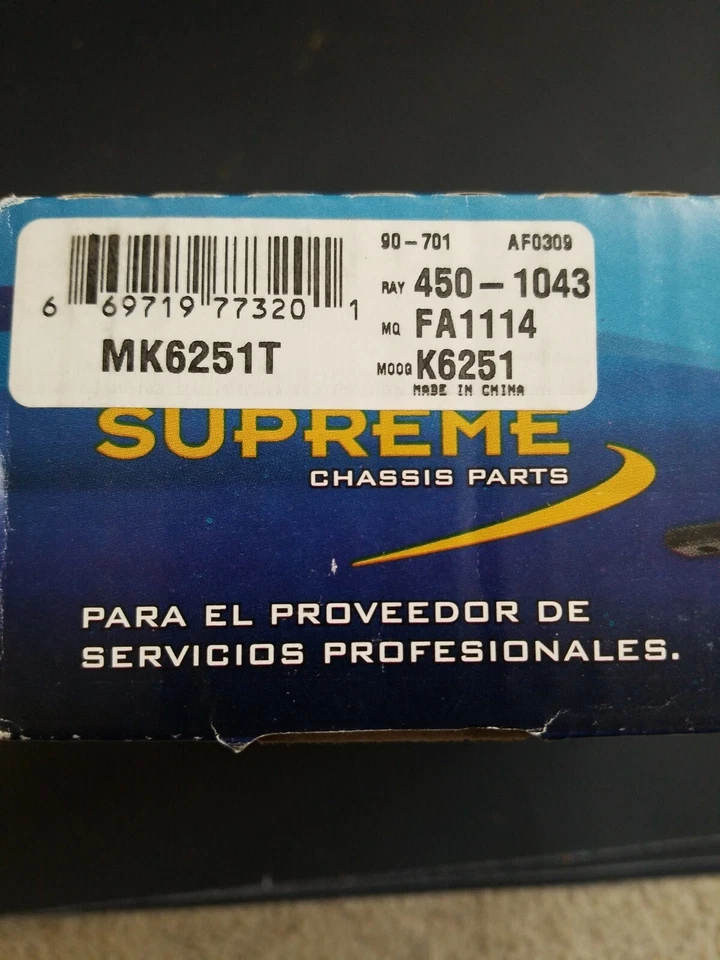 90-701 AF0309
RAY 450-1043
MQ FA1114
MOOG K6251
MADE IN CHINA
6 69719 77320 1
MK6251T
SUPREME
CHASSIS PARTS
PARA EL PROVEEDOR DE
SERVICIOS PROFESIONALES.